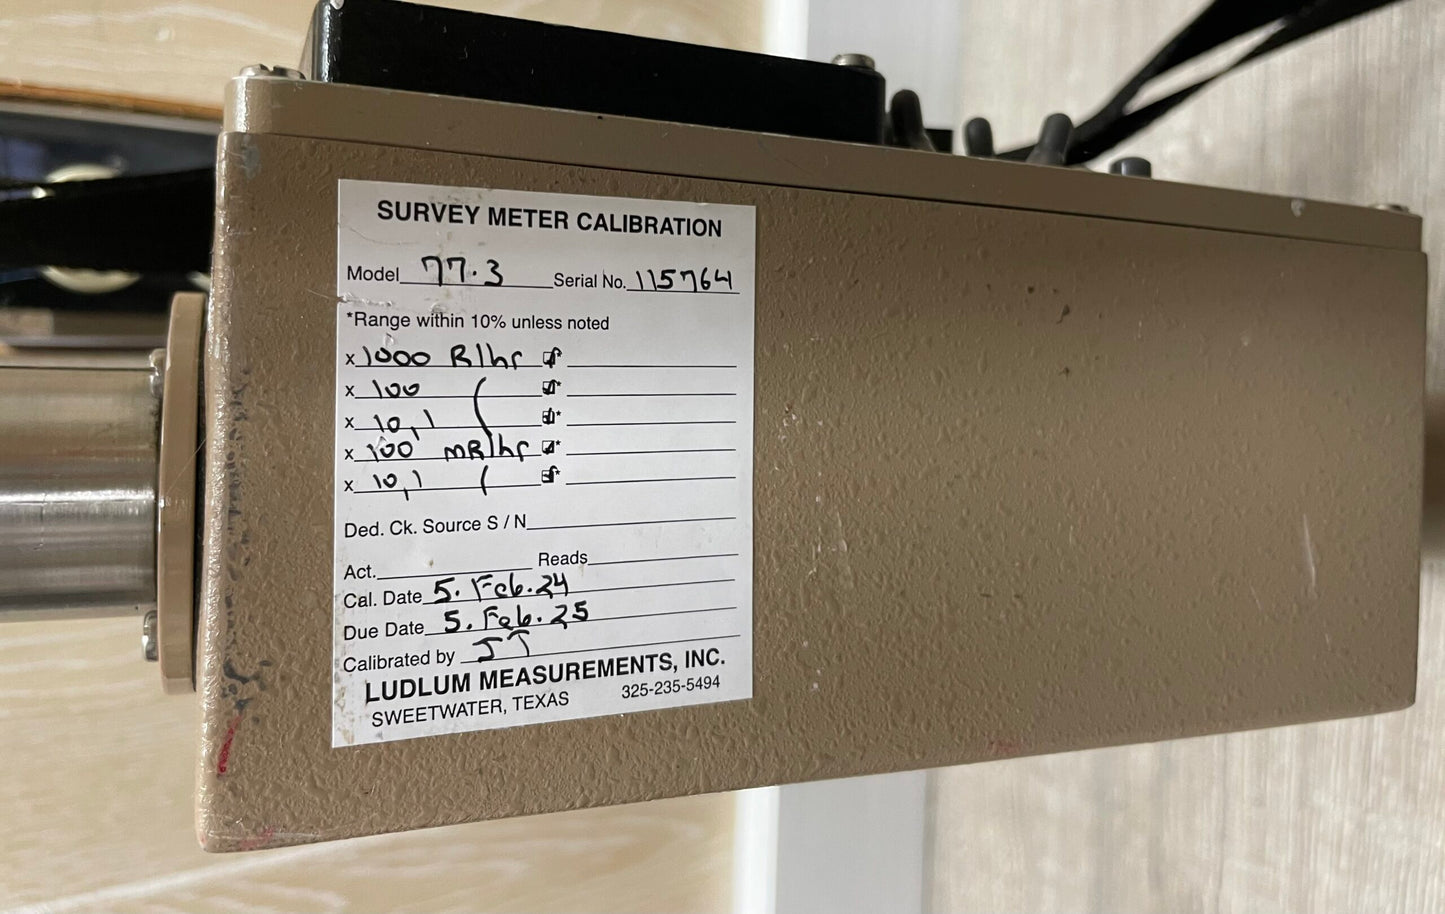 SURVEY METER CALIBRATION
Model 77.3 Serial No. 115764
*Range within 10% unless noted
x 1000 R/hr *
x 100 *
x 10,1 *
x 100 mR/hr *
x 10,1 *
Ded. Ck. Source S / N
Act. Reads
Cal. Date 5. Feb. 24
Due Date 5. Feb. 25
Calibrated by JT
LUDLUM MEASUREMENTS, INC.
SWEETWATER, TEXAS 325-235-5494